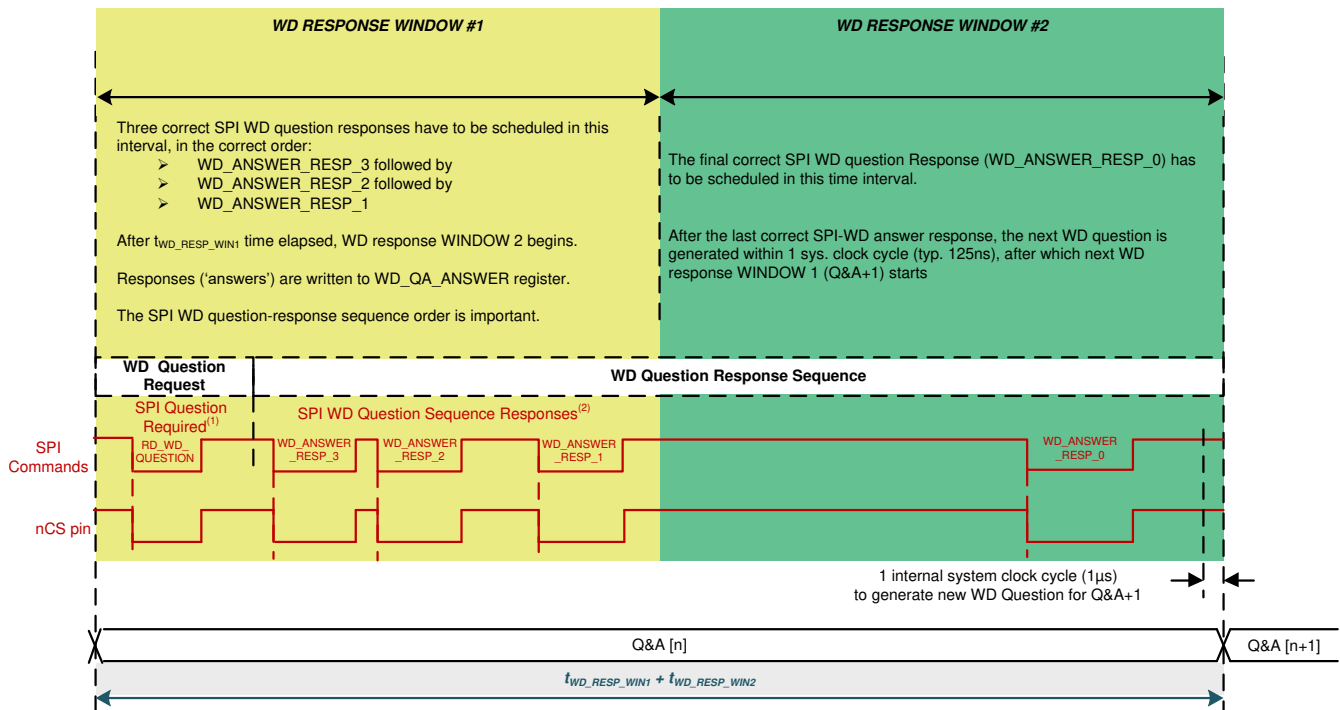 WD RESPONSE WINDOW #1
WD RESPONSE WINDOW #2
Three correct SPI WD question responses have to be scheduled in this
interval, in the correct order:
➢ WD_ANSWER_RESP_3 followed by
➢ WD_ANSWER_RESP_2 followed by
➢ WD_ANSWER_RESP_1
After tWD_RESP_WIN1 time elapsed, WD response WINDOW 2 begins.
Responses (‘answers’) are written to WD_QA_ANSWER register.
The SPI WD question-response sequence order is important.
The final correct SPI WD question Response (WD_ANSWER_RESP_0) has
to be scheduled in this time interval.
After the last correct SPI-WD answer response, the next WD question is
generated within 1 sys. clock cycle (typ. 125ns), after which next WD
response WINDOW 1 (Q&A+1) starts
WD Question
Request
WD Question Response Sequence
SPI Question
Required(1)
SPI WD Question Sequence Responses(2)
SPI
Commands
RD_WD_
QUESTION
WD_ANSWER
_RESP_3
WD_ANSWER
_RESP_2
WD_ANSWER
_RESP_1
WD_ANSWER
_RESP_0
nCS pin
1 internal system clock cycle (1µs)
to generate new WD Question for Q&A+1
Q&A [n]
Q&A [n+1]
tWD_RESP_WIN1 + tWD_RESP_WIN2